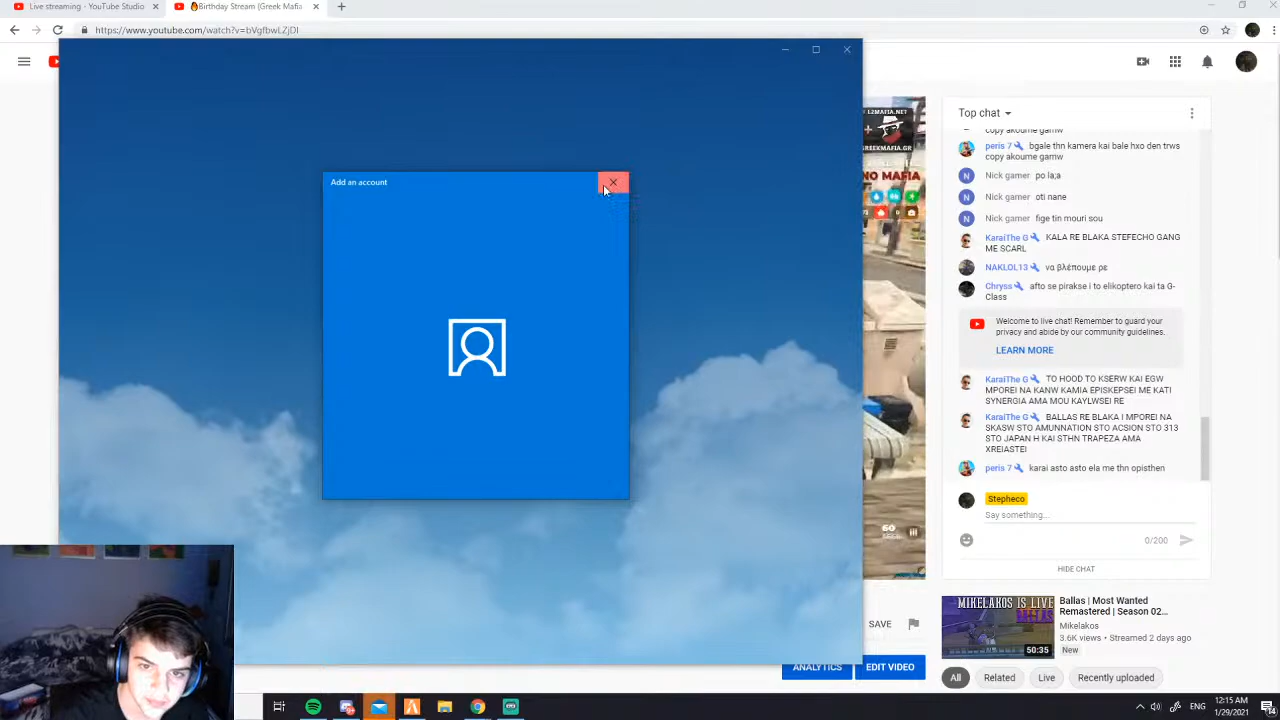 Live streaming - YouTube Studio
Birthday Stream [Greek Mafia
https://www.youtube.com/watch?v=bVgfbwLZjDI
Add an account
L2MAFIA.NET
GREEKMAFIA.GR
NO MAFIA
60
Top chat
copy akoume gamw
peris 7 bgale thn kamera kai bale hxo den trws
copy akoume gamw
Nick gamer po la;a
Nick gamer oti nane
Nick gamer fige tin mouri sou
KaraiThe G KALA RE BLAKA STEFECHO GANG
ME SCARL
NAKLOL13 να βλέπουμε ρε
Chryss afto se pirakse i to elikoptero kai ta G-
Class
Welcome to live chat! Remember to guard your
privacy and abide by our community guidelines.
LEARN MORE
KaraiThe G TO HOOD TO KSERW KAI EGW
MPOREI NA KANW KAMIA EPISKEPSEI ME KATI
SYNERGIA AMA MOU KAYLWSEI RE
KaraiThe G BALLAS RE BLAKA I MPOREI NA
SKASW STO AMUNNATION STO ACSION STO 313
STO JAPAN H KAI STHN TRAPEZA AMA
XREIASTEI
peris 7 karai asto asto ela me thn opisthen
Stepheco
Say something...
0/200
HIDE CHAT
SAVE
ANALYTICS
EDIT VIDEO
MIKELAKOS IS LIVE
50:35
Ballas | Most Wanted
Remastered | Season 02...
Mikelakos
3.6K views • Streamed 2 days ago
New
All
Related
Live
Recently uploaded
ENG
12:15 AM
1/29/2021